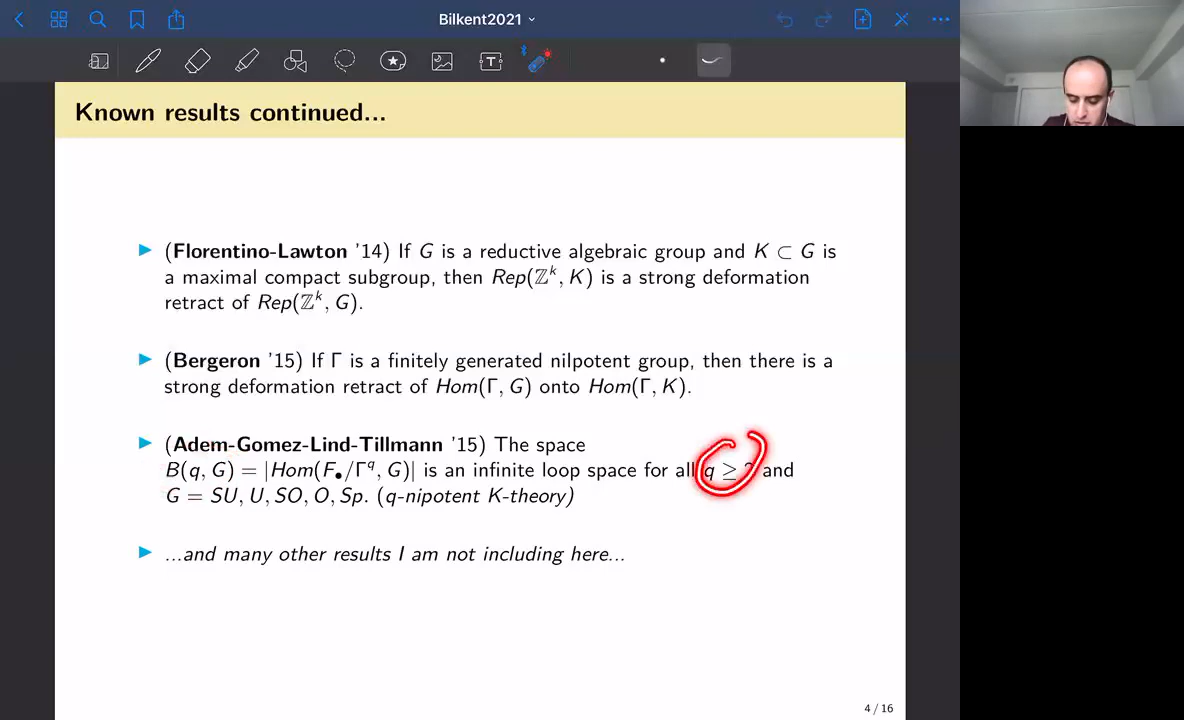 Bilkent2021
Known results continued...
(Florentino-Lawton '14) If G is a reductive algebraic group and K ⊂ G is
a maximal compact subgroup, then Rep(ℤᵏ, K) is a strong deformation
retract of Rep(ℤᵏ, G).
(Bergeron '15) If Γ is a finitely generated nilpotent group, then there is a
strong deformation retract of Hom(Γ, G) onto Hom(Γ, K).
(Adem-Gomez-Lind-Tillmann '15) The space
B(q, G) = |Hom(F•/Γ^q, G)| is an infinite loop space for all q ≥ and
G = SU, U, SO, O, Sp. (q-nipotent K-theory)
...and many other results I am not including here...
4 / 16